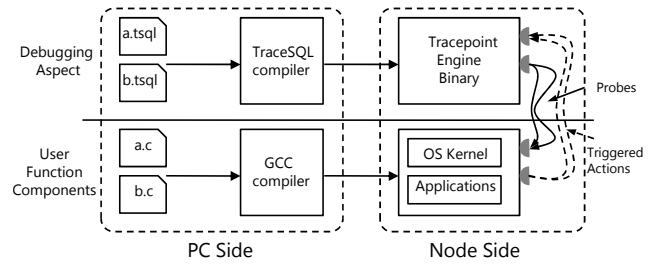 Debugging
Aspect
a.tsql
b.tsql
TraceSQL
compiler
Tracepoint
Engine
Binary
Probes
User
Function
Components
a.c
b.c
GCC
compiler
OS Kernel
Applications
Triggered
Actions
PC Side
Node Side